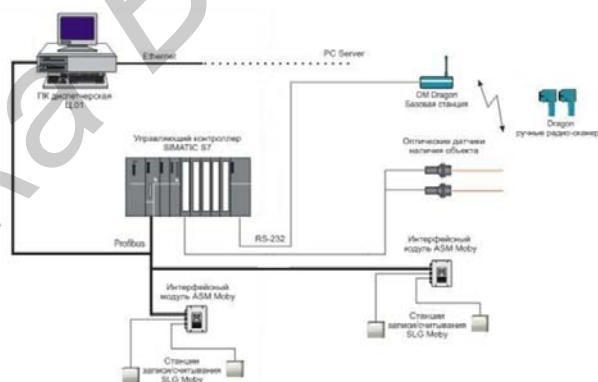 Ethernet
PC Server
ПК диспетчерская
Ц.01
OM Dragon
Базовая станция
Dragon
ручные радио-сканер
Управляющий контроллер
SIMATIC S7
Оптические датчики
наличия объекта
Profibus
RS-232
Интерфейсный
модуль ASM Moby
Интерфейсный
модуль ASM Moby
Станции
записи/считывания
SLG Moby
Станции
записи/считывания
SLG Moby